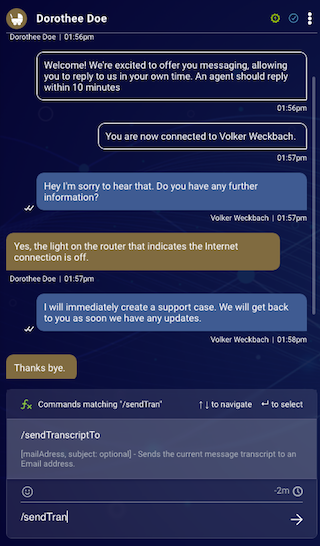 Dorothee Doe
Dorothee Doe | 01:56pm
Welcome! We're excited to offer you messaging, allowing
you to reply to us in your own time. An agent should reply
within 10 minutes
01:56pm
You are now connected to Volker Weckbach.
01:57pm
Hey I'm sorry to hear that. Do you have any further
information?
Volker Weckbach | 01:57pm
Yes, the light on the router that indicates the Internet
connection is off.
Dorothee Doe | 01:57pm
I will immediately create a support case. We will get back
to you as soon we have any updates.
Volker Weckbach | 01:58pm
Thanks bye.
fx Commands matching "/sendTran" ↑↓ to navigate ↵ to select
/sendTranscriptTo
[mailAdress, subject: optional] - Sends the current message transcript to an
Email address.
-2m
/sendTran